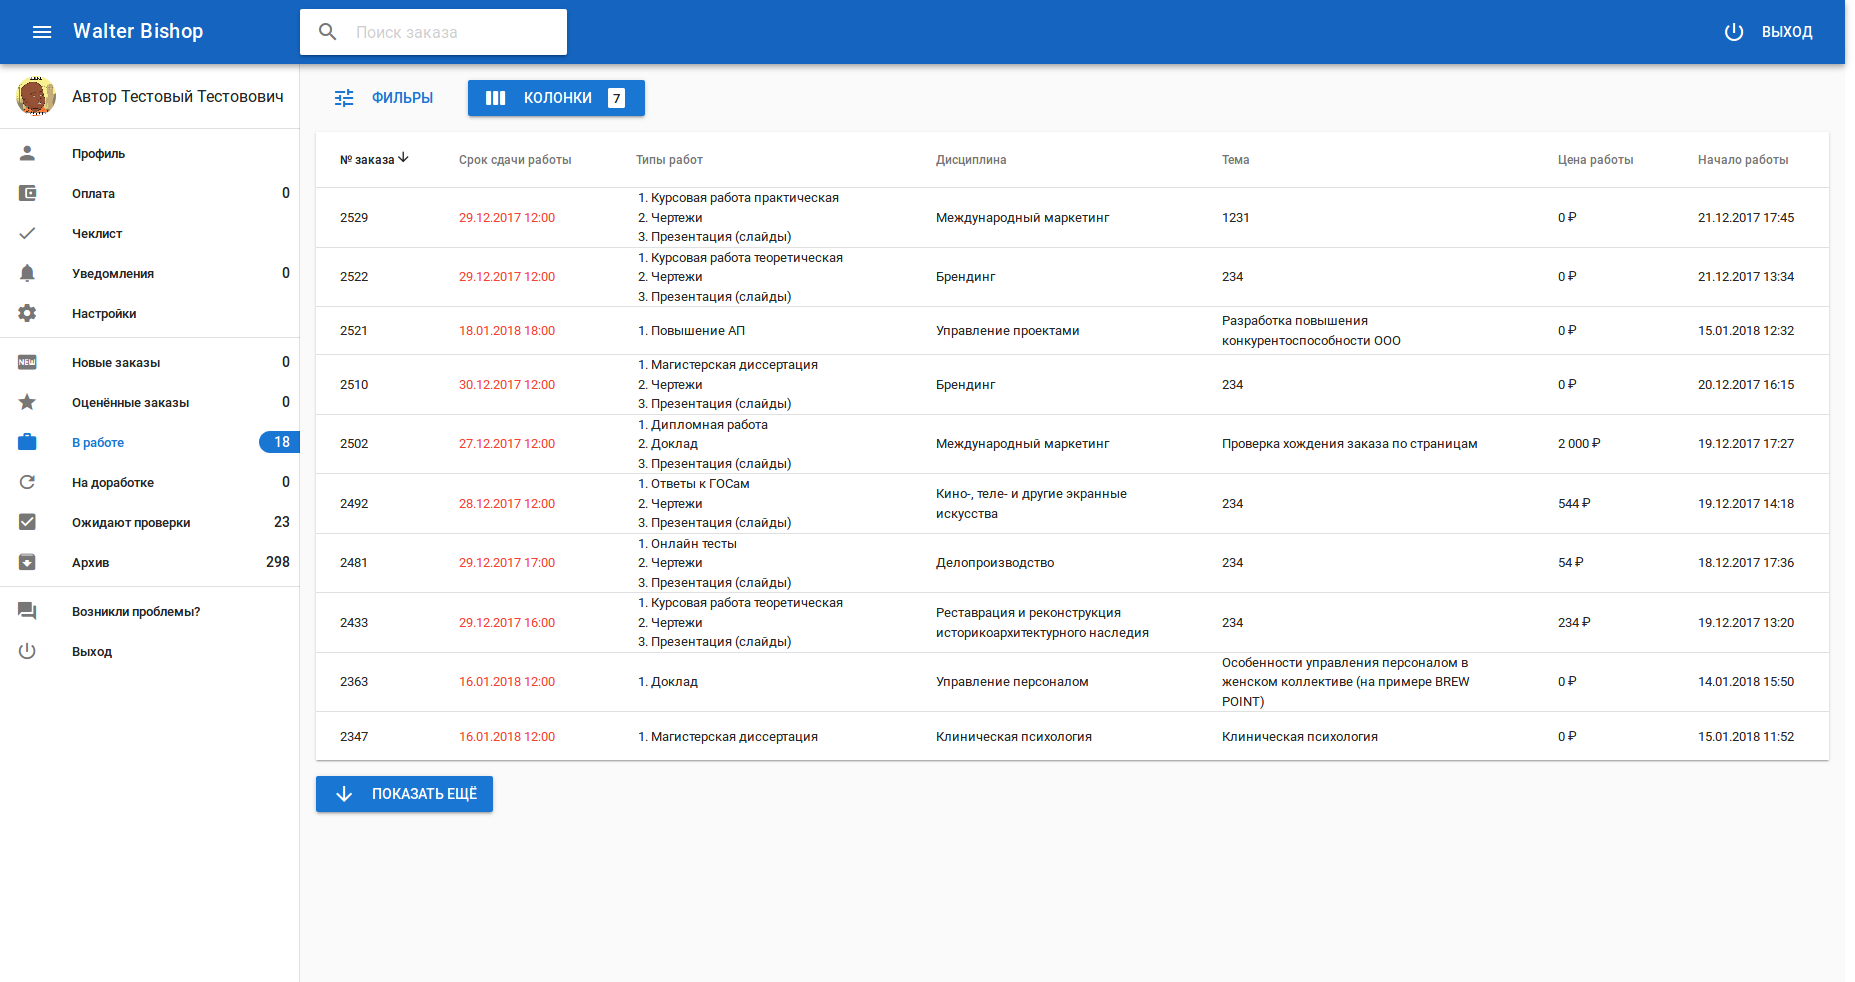 Walter Bishop
Поиск заказа
ВЫХОД
Автор Тестовый Тестовович
Профиль
Оплата 0
Чеклист
Уведомления 0
Настройки
NEW Новые заказы 0
Оценённые заказы 0
В работе 18
На доработке 0
Ожидают проверки 23
Архив 298
Возникли проблемы?
Выход
ФИЛЬРЫ КОЛОНКИ 7
№ заказа Срок сдачи работы Типы работ Дисциплина Тема Цена работы Начало работы
1. Курсовая работа практическая
2529 29.12.2017 12:00 2. Чертежи Международный маркетинг 1231 0 ₽ 21.12.2017 17:45
3. Презентация (слайды)
1. Курсовая работа теоретическая
2522 29.12.2017 12:00 2. Чертежи Брендинг 234 0 ₽ 21.12.2017 13:34
3. Презентация (слайды)
Разработка повышения
2521 18.01.2018 18:00 1. Повышение АП Управление проектами 0 ₽ 15.01.2018 12:32
конкурентоспособности ООО
1. Магистерская диссертация
2510 30.12.2017 12:00 2. Чертежи Брендинг 234 0 ₽ 20.12.2017 16:15
3. Презентация (слайды)
1. Дипломная работа
2502 27.12.2017 12:00 2. Доклад Международный маркетинг Проверка хождения заказа по страницам 2 000 ₽ 19.12.2017 17:27
3. Презентация (слайды)
1. Ответы к ГОСам
Кино-, теле- и другие экранные
2492 28.12.2017 12:00 2. Чертежи 234 544 ₽ 19.12.2017 14:18
искусства
3. Презентация (слайды)
1. Онлайн тесты
2481 29.12.2017 17:00 2. Чертежи Делопроизводство 234 54 ₽ 18.12.2017 17:36
3. Презентация (слайды)
1. Курсовая работа теоретическая
Реставрация и реконструкция
2433 29.12.2017 16:00 2. Чертежи 234 234 ₽ 19.12.2017 13:20
историкоархитектурного наследия
3. Презентация (слайды)
Особенности управления персоналом в
2363 16.01.2018 12:00 1. Доклад Управление персоналом женском коллективе (на примере BREW 0 ₽ 14.01.2018 15:50
POINT)
2347 16.01.2018 12:00 1. Магистерская диссертация Клиническая психология Клиническая психология 0 ₽ 15.01.2018 11:52
ПОКАЗАТЬ ЕЩЁ